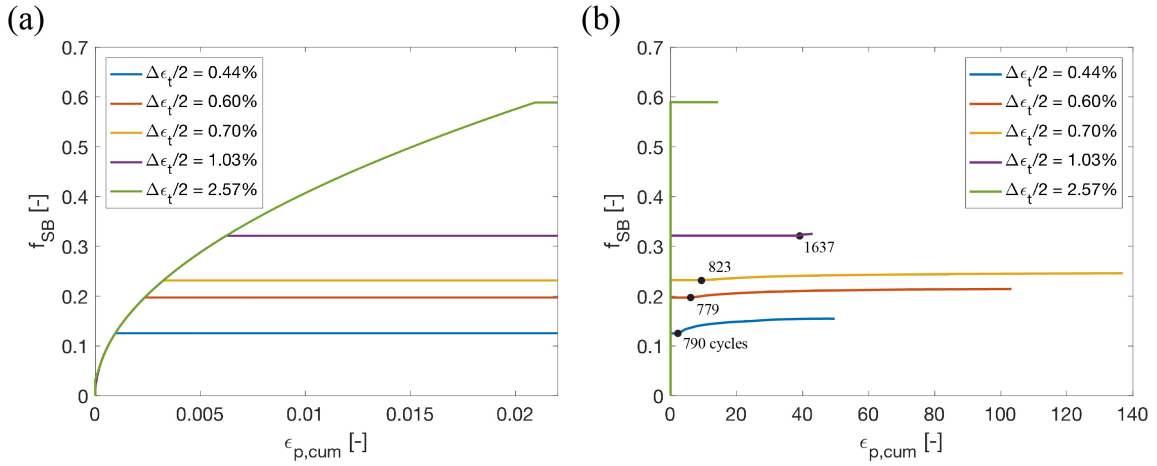 (a)
0.7
0.6
0.5
0.4
0.3
0.2
0.1
0
f_SB [-]
Δϵ_t/2 = 0.44%
Δϵ_t/2 = 0.60%
Δϵ_t/2 = 0.70%
Δϵ_t/2 = 1.03%
Δϵ_t/2 = 2.57%
0 0.005 0.01 0.015 0.02
ϵ_p,cum [-]
(b)
0.7
0.6
0.5
0.4
0.3
0.2
0.1
0
f_SB [-]
Δϵ_t/2 = 0.44%
Δϵ_t/2 = 0.60%
Δϵ_t/2 = 0.70%
Δϵ_t/2 = 1.03%
Δϵ_t/2 = 2.57%
1637
823
779
790 cycles
0 20 40 60 80 100 120 140
ϵ_p,cum [-]